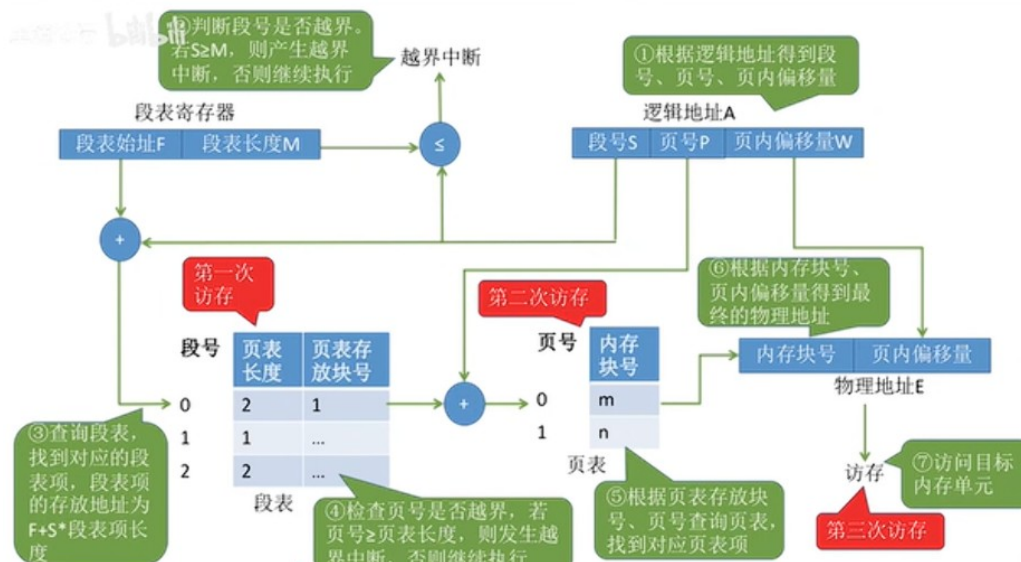 bilibili
②判断段号是否越界。
若S≥M，则产生越界
中断，否则继续执行
越界中断
①根据逻辑地址得到段
号、页号、页内偏移量
段表寄存器
逻辑地址A
段表始址F 段表长度M
≤
段号S 页号P 页内偏移量W
+
第一次
访存
第二次访存
⑥根据内存块号、
页内偏移量得到最
终的物理地址
段号 页表
长度 页表存
放块号
页号 内存
块号
内存块号 页内偏移量
物理地址E
0 2 1
+
0 m
1 1 …
1 n
2 2 …
页表
段表
③查询段表，
找到对应的段
表项，段表项
的存放地址为
F+S*段表项长
度
④检查页号是否越界，若
页号≥页表长度，则发生越
界中断，否则继续执行
⑤根据页表存放块
号、页号查询页表，
找到对应页表项
访存
⑦访问目标
内存单元
第三次访存